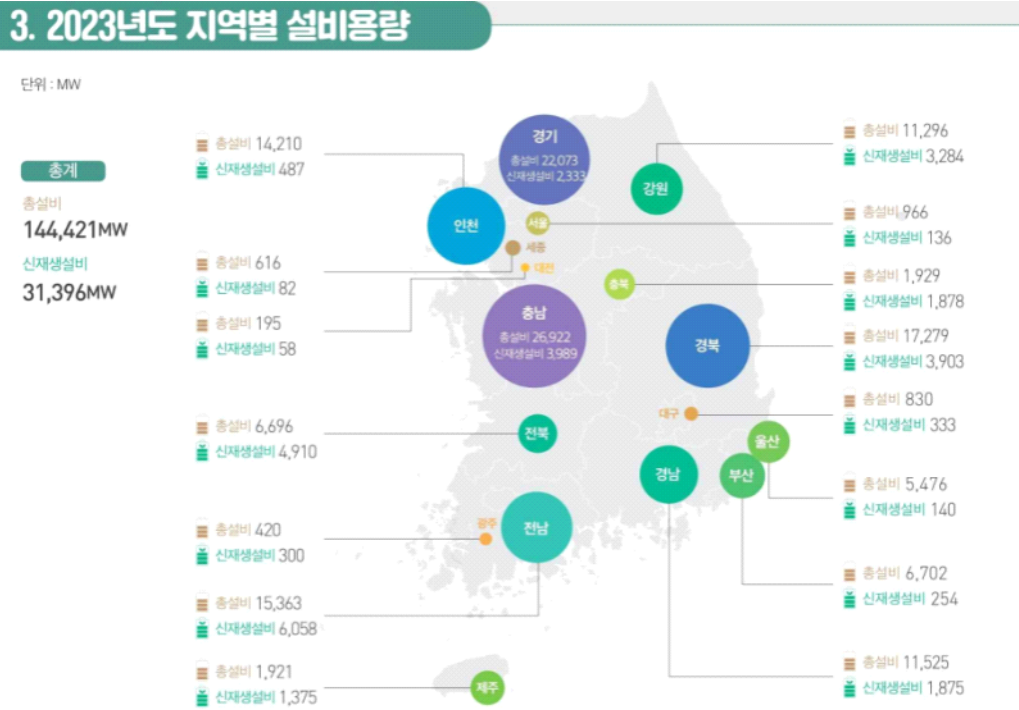 3. 2023년도 지역별 설비용량
단위 : MW
총계
총설비
144,421MW
신재생설비
31,396MW
총설비 14,210
신재생설비 487
총설비 616
신재생설비 82
총설비 195
신재생설비 58
총설비 6,696
신재생설비 4,910
총설비 420
신재생설비 300
총설비 15,363
신재생설비 6,058
총설비 1,921
신재생설비 1,375
경기
총설비 22,073
신재생설비 2,333
강원
인천
서울
세종
대전
충북
충남
총설비 26,922
신재생설비 3,989
경북
대구
전북
울산
경남
부산
광주
전남
제주
총설비 11,296
신재생설비 3,284
총설비 966
신재생설비 136
총설비 1,929
신재생설비 1,878
총설비 17,279
신재생설비 3,903
총설비 830
신재생설비 333
총설비 5,476
신재생설비 140
총설비 6,702
신재생설비 254
총설비 11,525
신재생설비 1,875